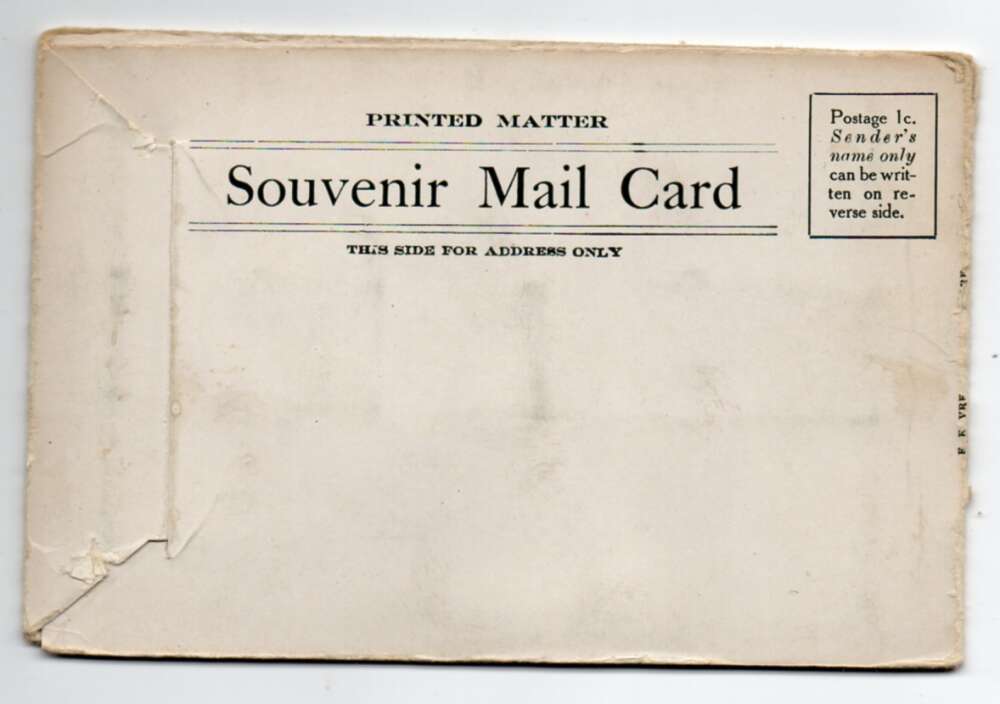 PRINTED MATTER
Souvenir Mail Card
THIS SIDE FOR ADDRESS ONLY
Postage 1c.
Sender's
name only
can be writ-
ten on re-
verse side.